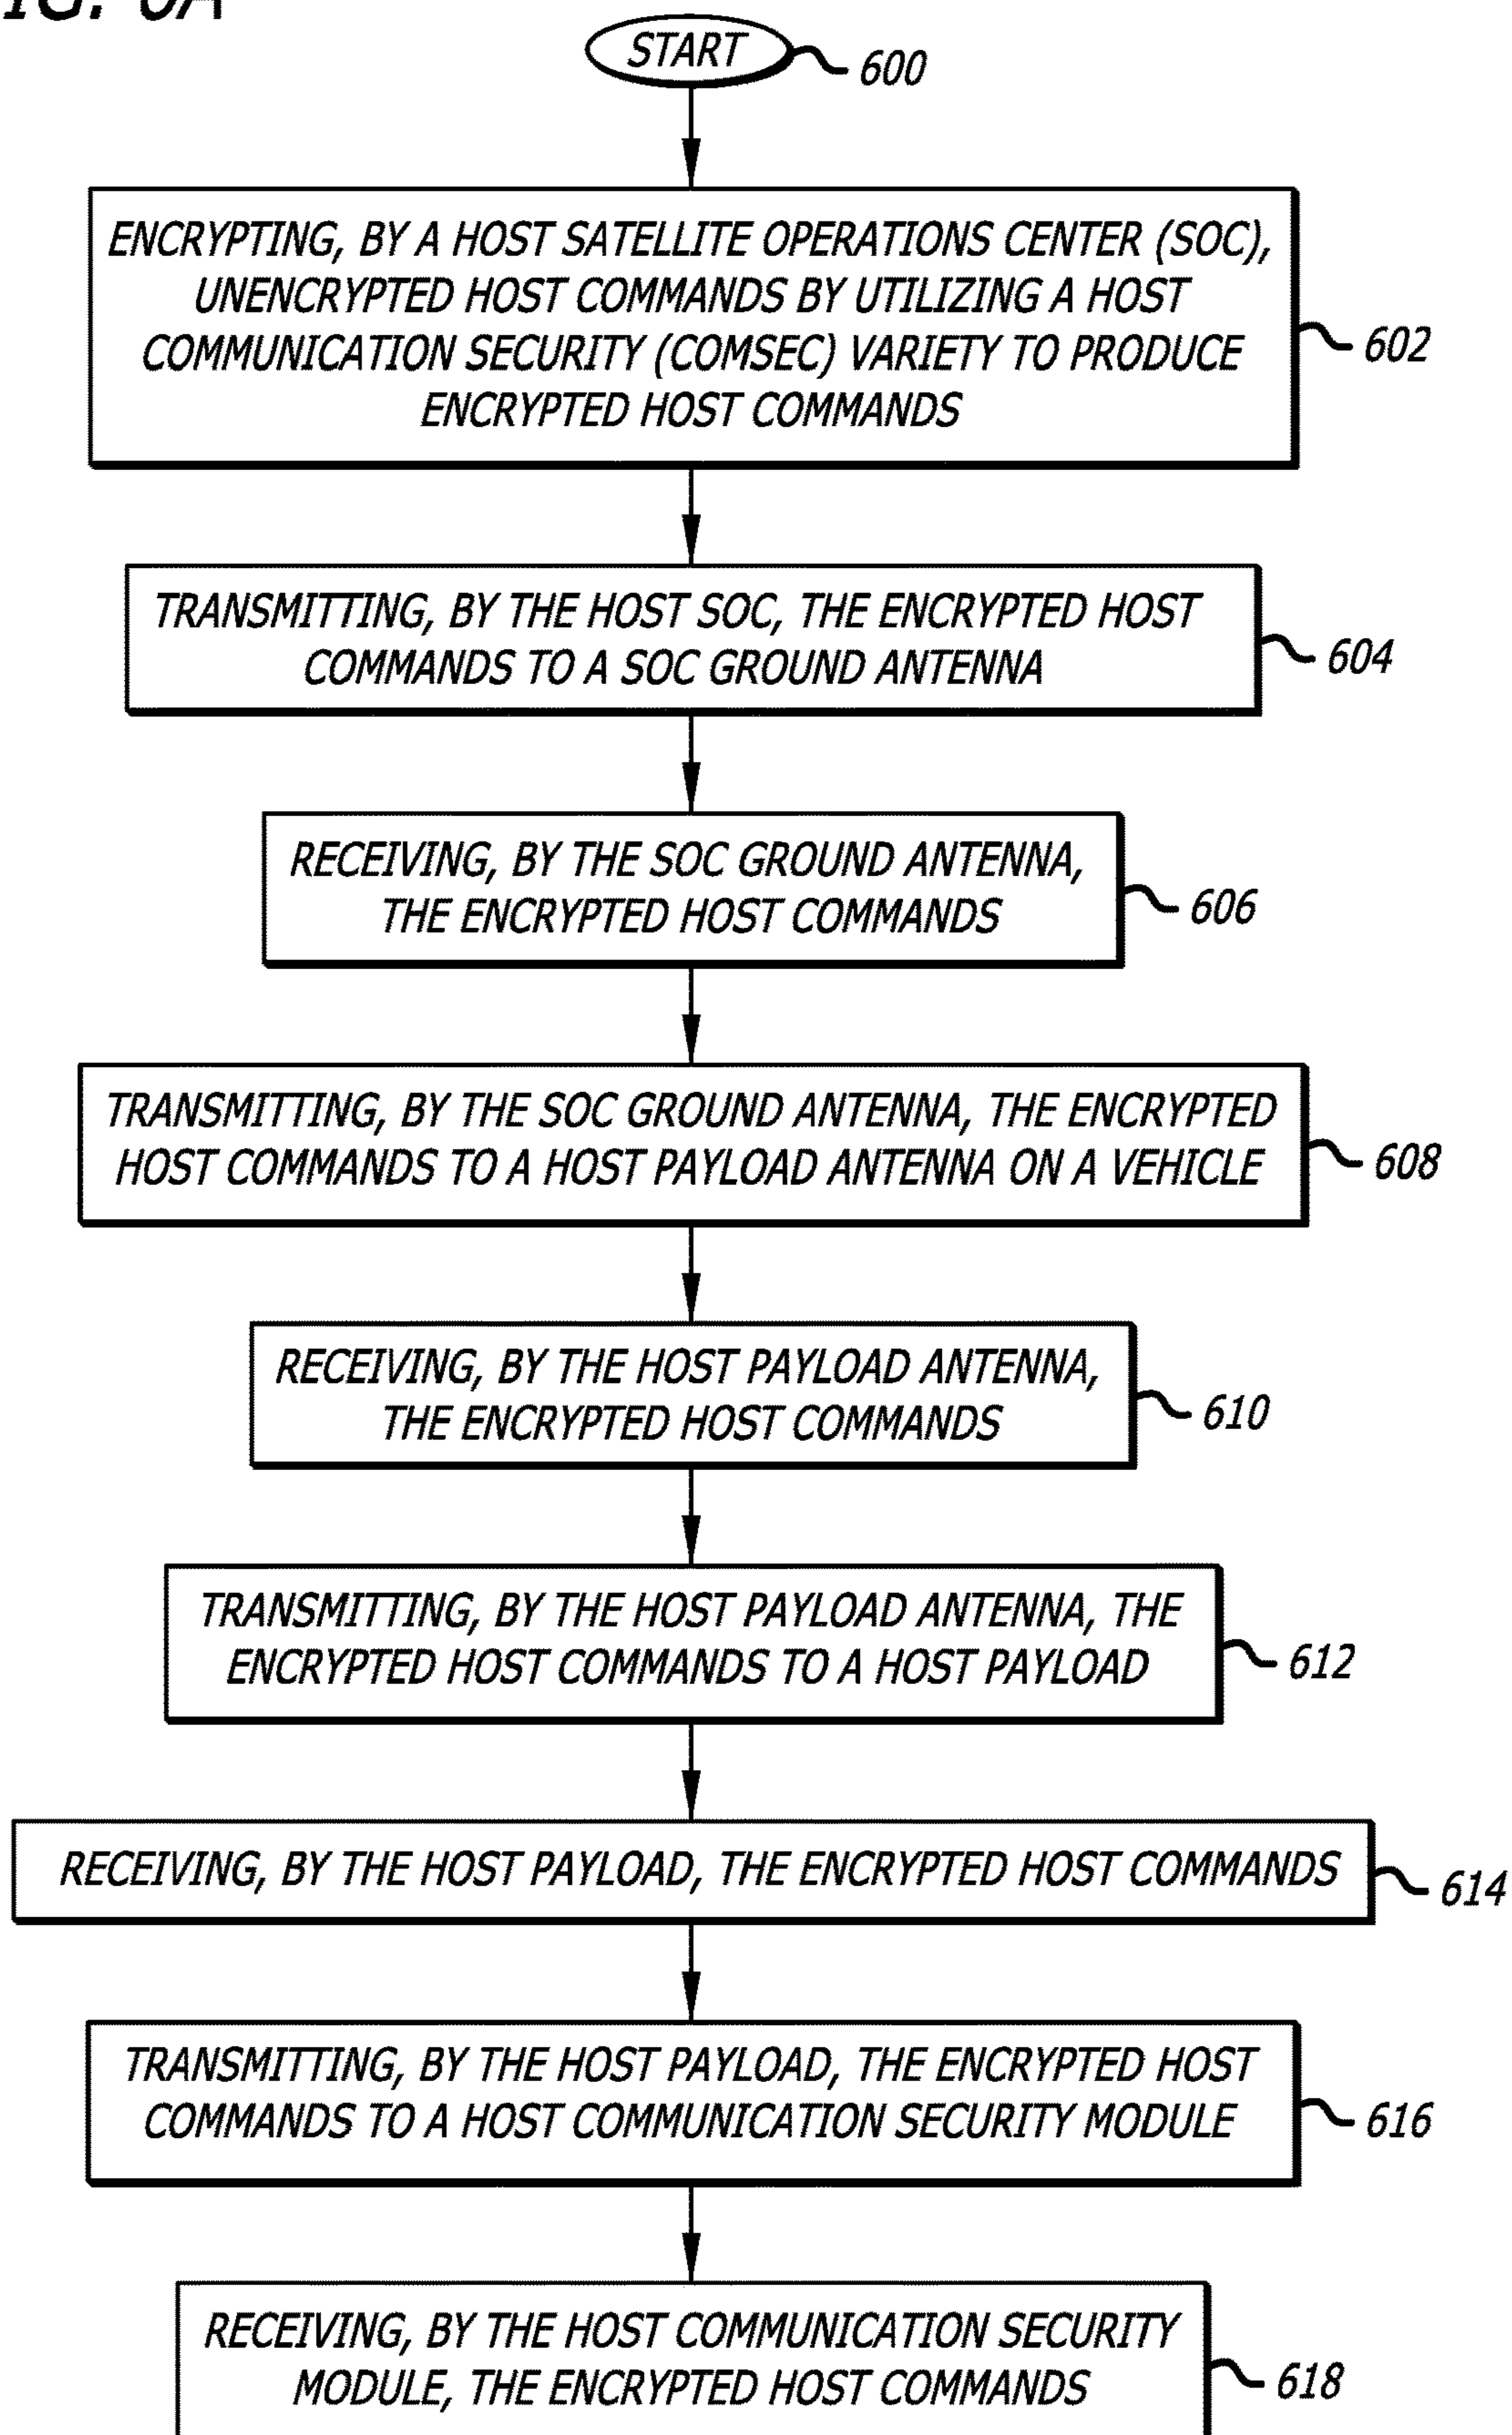 FIG. 6A
START
600
ENCRYPTING, BY A HOST SATELLITE OPERATIONS CENTER (SOC),
UNENCRYPTED HOST COMMANDS BY UTILIZING A HOST
COMMUNICATION SECURITY (COMSEC) VARIETY TO PRODUCE
ENCRYPTED HOST COMMANDS
602
TRANSMITTING, BY THE HOST SOC, THE ENCRYPTED HOST
COMMANDS TO A SOC GROUND ANTENNA
604
RECEIVING, BY THE SOC GROUND ANTENNA,
THE ENCRYPTED HOST COMMANDS
606
TRANSMITTING, BY THE SOC GROUND ANTENNA, THE ENCRYPTED
HOST COMMANDS TO A HOST PAYLOAD ANTENNA ON A VEHICLE
608
RECEIVING, BY THE HOST PAYLOAD ANTENNA,
THE ENCRYPTED HOST COMMANDS
610
TRANSMITTING, BY THE HOST PAYLOAD ANTENNA, THE
ENCRYPTED HOST COMMANDS TO A HOST PAYLOAD
612
RECEIVING, BY THE HOST PAYLOAD, THE ENCRYPTED HOST COMMANDS
614
TRANSMITTING, BY THE HOST PAYLOAD, THE ENCRYPTED HOST
COMMANDS TO A HOST COMMUNICATION SECURITY MODULE
616
RECEIVING, BY THE HOST COMMUNICATION SECURITY
MODULE, THE ENCRYPTED HOST COMMANDS
618